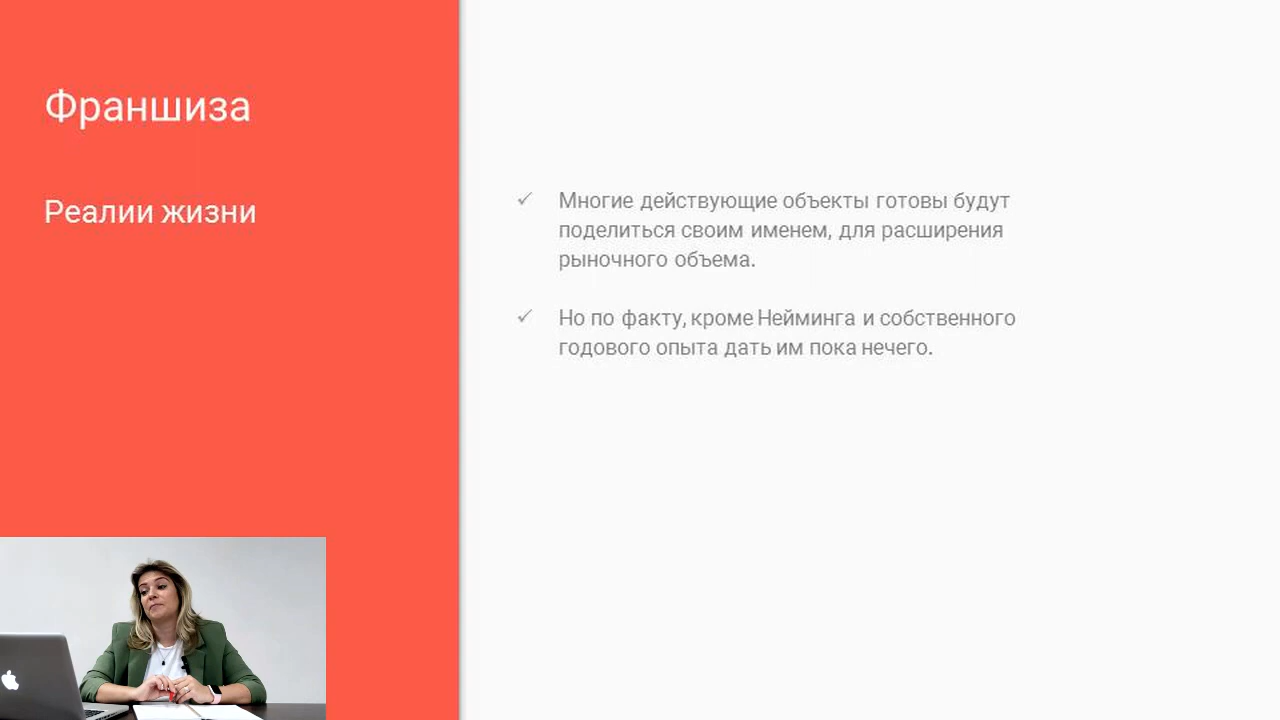 Франшиза
Реалии жизни
Многие действующие объекты готовы будут
поделиться своим именем, для расширения
рыночного объема.
Но по факту, кроме Нейминга и собственного
годового опыта дать им пока нечего.